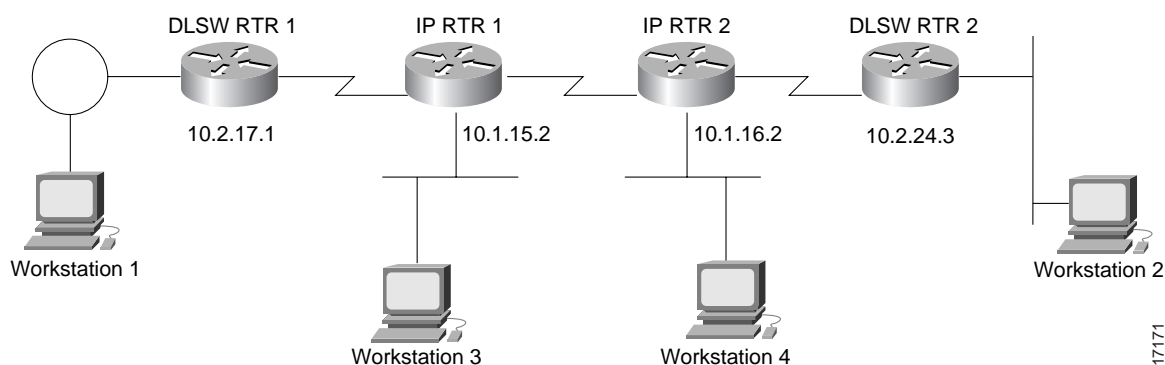 DLSW RTR 1
IP RTR 1
IP RTR 2
DLSW RTR 2
10.2.17.1
10.1.15.2
10.1.16.2
10.2.24.3
Workstation 1
Workstation 2
Workstation 3
Workstation 4
17171